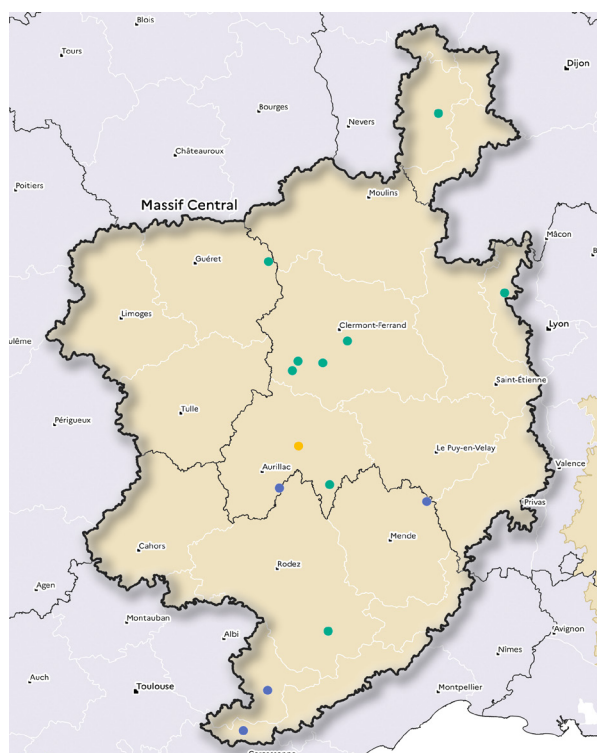 Blois
Tours
Dijon
Bourges
Nevers
Châteauroux
Poitiers
Moulins
Massif Central
Mâcon
Guéret
Limoges
Clermont-Ferrand
Lyon
Saint-Étienne
Tulle
Périgueux
Le Puy-en-Velay
Aurillac
Valence
Privas
Mende
Cahors
Rodez
Agen
Montauban
Albi
Avignon
Nîmes
Auch
Toulouse
Montpellier